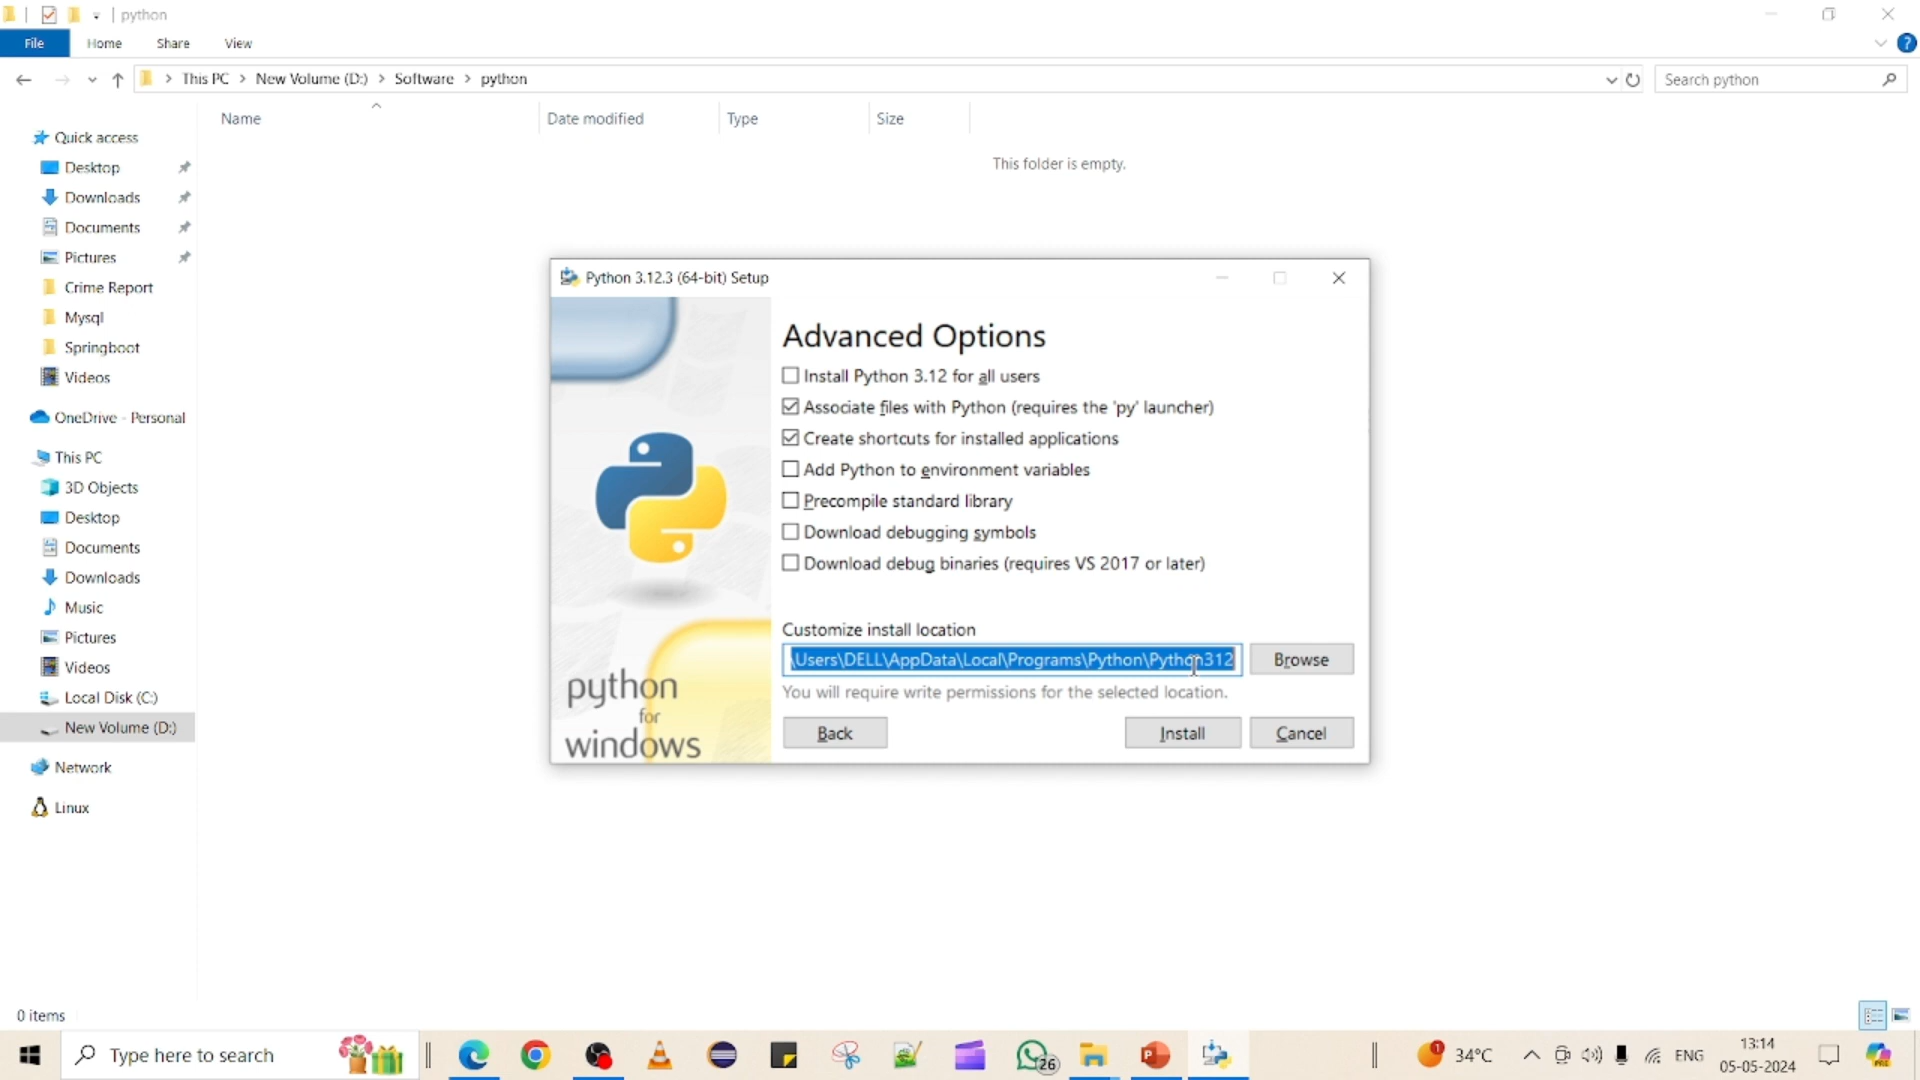 python
File
Home
Share
View
This PC > New Volume (D:) > Software > python
Search python
Name
Date modified
Type
Size
This folder is empty.
Quick access
Desktop
Downloads
Documents
Pictures
Crime Report
Mysql
Springboot
Videos
OneDrive - Personal
This PC
3D Objects
Desktop
Documents
Downloads
Music
Pictures
Videos
Local Disk (C:)
New Volume (D:)
Network
Linux
Python 3.12.3 (64-bit) Setup
Advanced Options
Install Python 3.12 for all users
Associate files with Python (requires the 'py' launcher)
Create shortcuts for installed applications
Add Python to environment variables
Precompile standard library
Download debugging symbols
Download debug binaries (requires VS 2017 or later)
Customize install location
\Users\DELL\AppData\Local\Programs\Python\Python312
Browse
You will require write permissions for the selected location.
Back
Install
Cancel
python
for
windows
0 items
Type here to search
26
1
34°C
ENG
13:14
05-05-2024